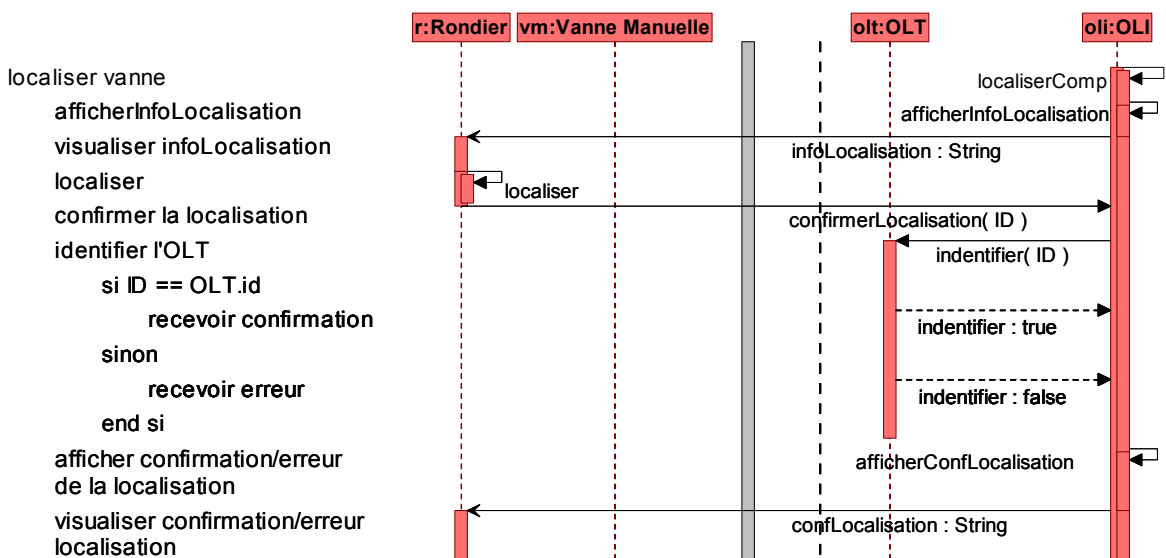 r:Rondier vm:Vanne Manuelle olt:OLT oli:OLI
localiser vanne
localiserComp
afficherInfoLocalisation
afficherInfoLocalisation
visualiser infoLocalisation
infoLocalisation : String
localiser
localiser
confirmer la localisation
confirmerLocalisation( ID )
identifier l'OLT
indentifier( ID )
si ID == OLT.id
recevoir confirmation
indentifier : true
sinon
recevoir erreur
indentifier : false
end si
afficher confirmation/erreur
de la localisation
afficherConfLocalisation
visualiser confirmation/erreur
localisation
confLocalisation : String